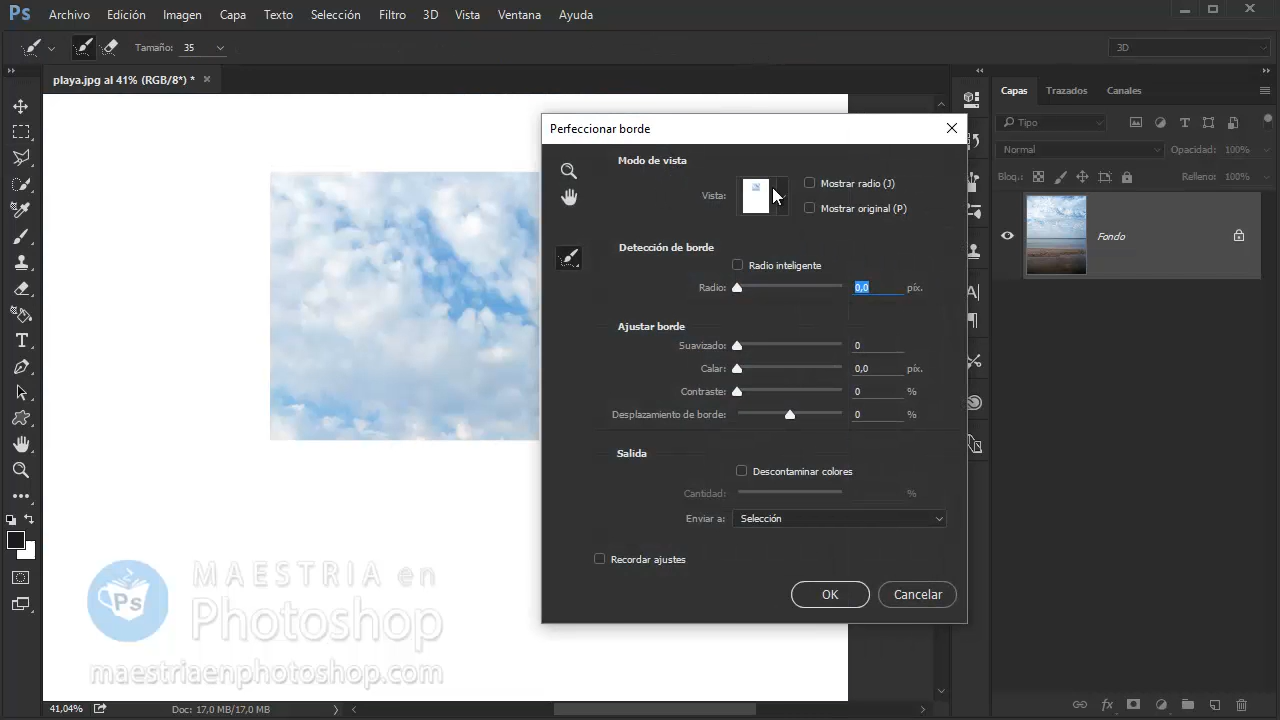 Ps Archivo Edición Imagen Capa Texto Selección Filtro 3D Vista Ventana Ayuda
Tamaño: 35 3D
playa.jpg al 41% (RGB/8*) *
Capas Trazados Canales
Tipo
Normal Opacidad: 100%
Bloq.: Relleno: 100%
Fondo
Perfeccionar borde
Modo de vista
Vista:
Mostrar radio (J)
Mostrar original (P)
Detección de borde
Radio inteligente
Radio: 0,0 píx.
Ajustar borde
Suavizado: 0
Calar: 0,0 píx.
Contraste: 0 %
Desplazamiento de borde: 0 %
Salida
Descontaminar colores
Cantidad: %
Enviar a: Selección
Recordar ajustes
OK Cancelar
MAESTRIA en
Ps
Photoshop
maestriaenphotoshop.com
41,04% Doc: 17,0 MB/17,0 MB